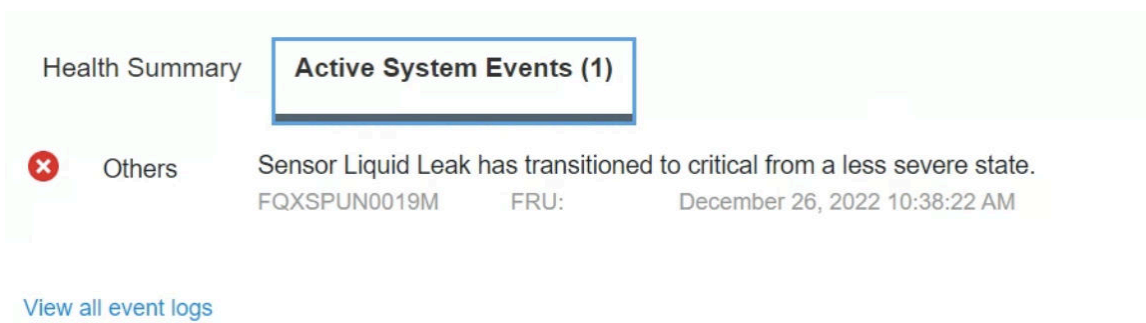 Health Summary Active System Events (1)
Others Sensor Liquid Leak has transitioned to critical from a less severe state.
FQXSPUN0019M FRU: December 26, 2022 10:38:22 AM
View all event logs